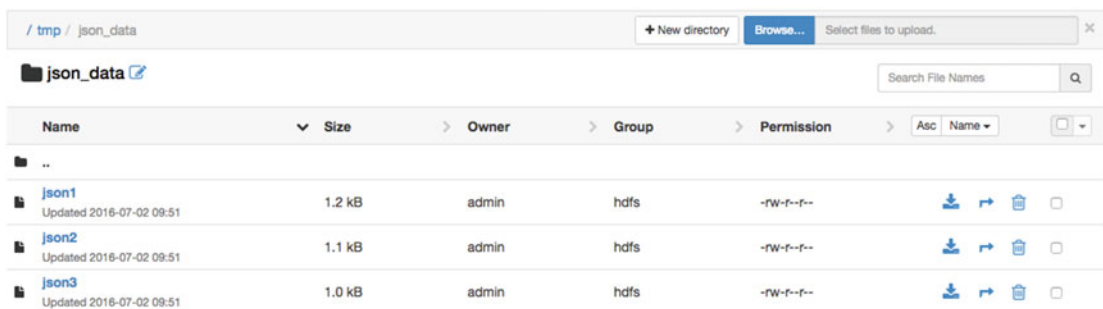 / tmp / json_data + New directory Browse... Select files to upload. ×
json_data Search File Names
Name Size Owner Group Permission Asc Name
..
json1 1.2 kB admin hdfs -rw-r--r--
Updated 2016-07-02 09:51
json2 1.1 kB admin hdfs -rw-r--r--
Updated 2016-07-02 09:51
json3 1.0 kB admin hdfs -rw-r--r--
Updated 2016-07-02 09:51